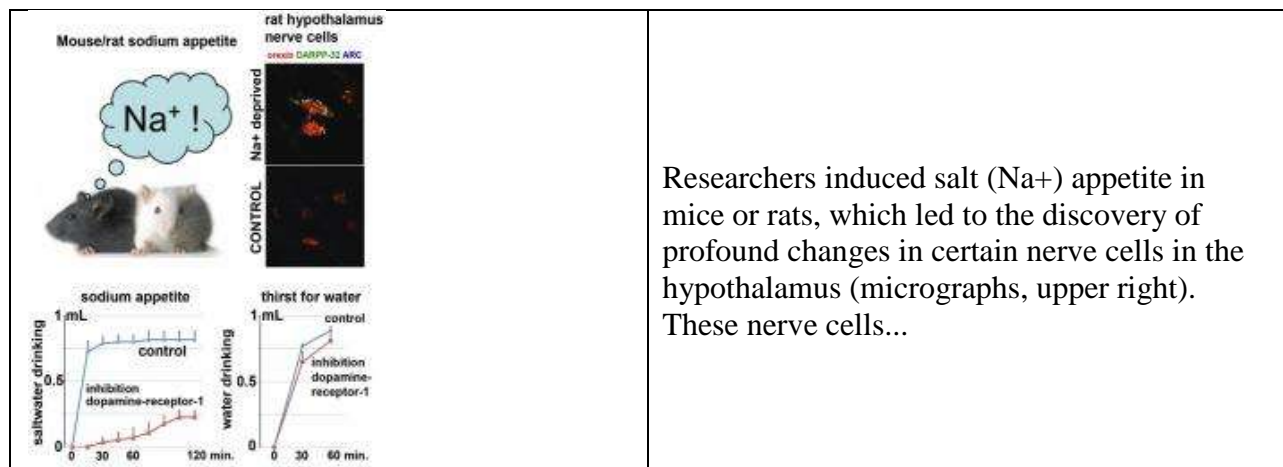 Mouse/rat sodium appetite
Na+ !
rat hypothalamus
nerve cells
orexin DARPP-32 ARC
Na+ deprived
CONTROL
sodium appetite
1 mL
saltwater drinking
0.5
0
control
inhibition
dopamine-receptor-1
0 30 60 120 min.
thirst for water
1 mL
water drinking
0.5
0
control
inhibition
dopamine-
receptor-1
0 30 60 min.
Researchers induced salt (Na+) appetite in
mice or rats, which led to the discovery of
profound changes in certain nerve cells in the
hypothalamus (micrographs, upper right).
These nerve cells...